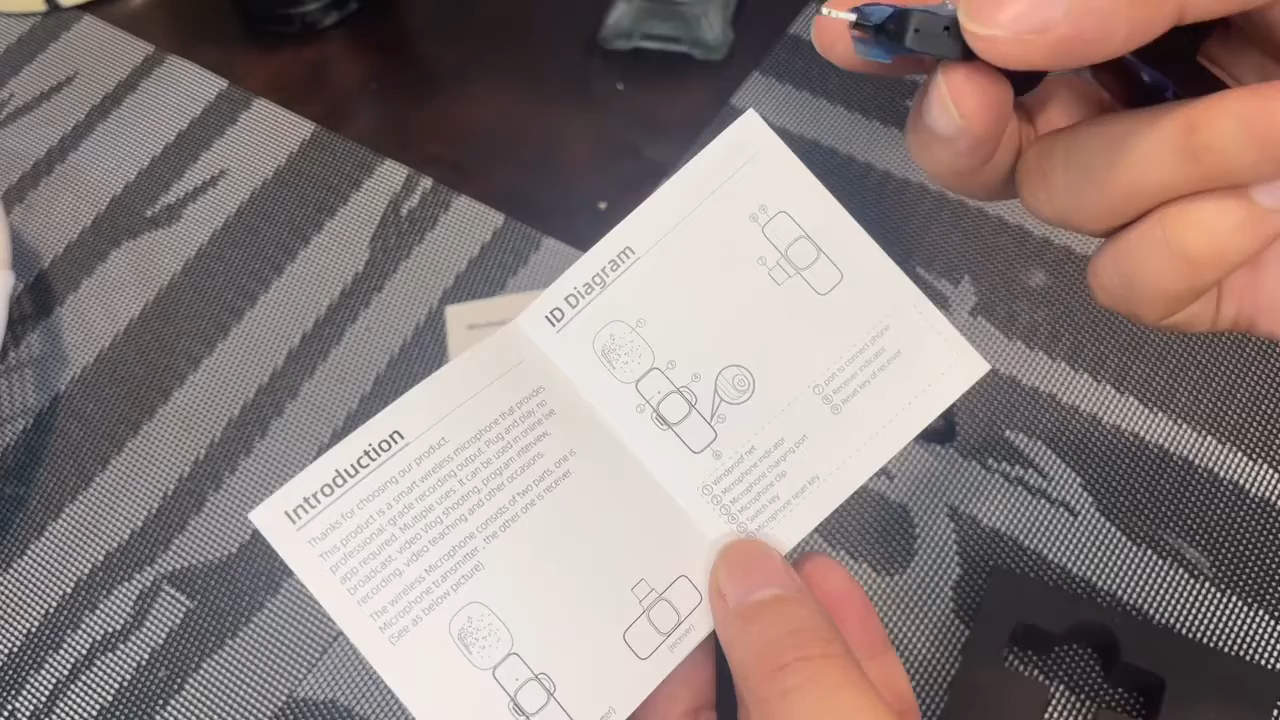 Introduction
Thanks for choosing our product.
This product is a smart wireless microphone that provides
professional-grade recording output. Plug and play, no
app required. Multiple uses: It can be used in online live
broadcast, video Vlog shooting, program interview,
recording, video teaching and other occasions.
The wireless Microphone consists of two parts, one is
Microphone transmitter , the other one is receiver.
(See as below picture)
(receiver)
ID Diagram
① windproof net
② Microphone indicator
③ Microphone charging port
④ Microphone clip
⑤ Switch key
Microphone reset key
⑦ port to connect phone
⑧ Receiver indicator
⑨ Reset key of receiver